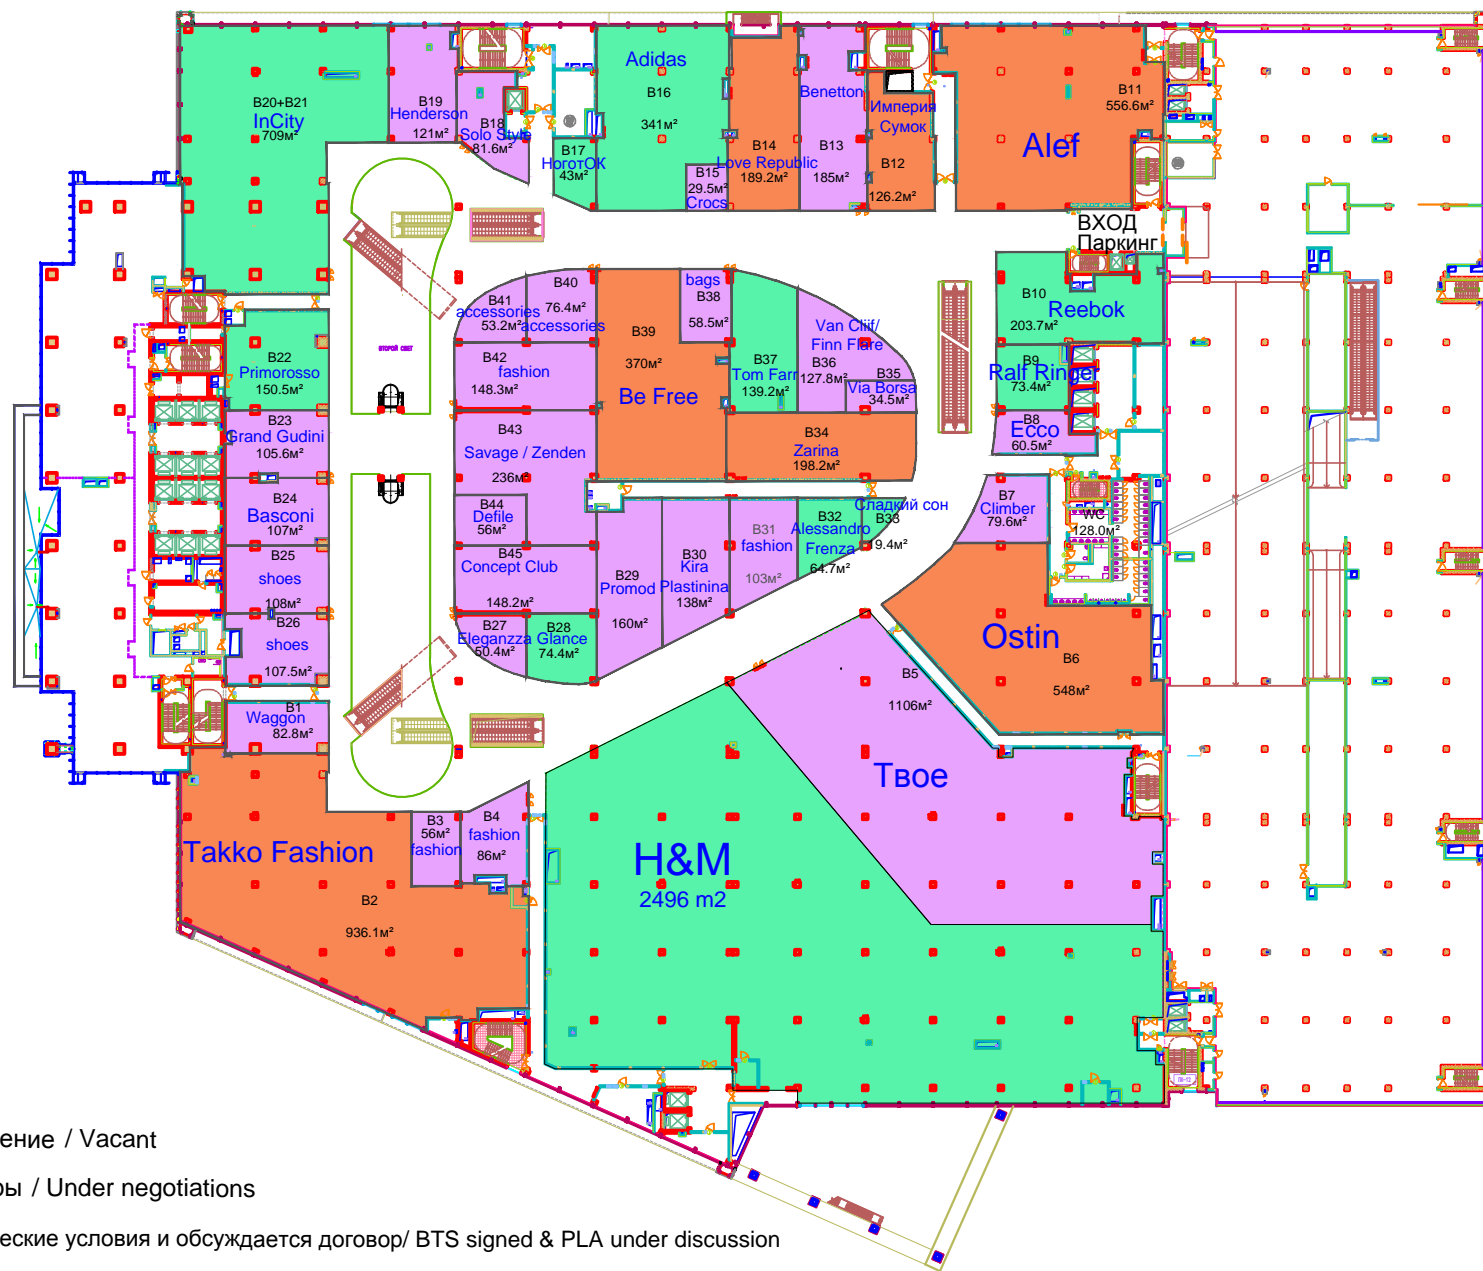 B20+B21
InCity
709м²
B19
Henderson
121м²
B18
Solo Style
81.6м²
B17
НоготОК
43м²
Adidas
B16
341м²
B15
29.5м²
Crocs
B14
Love Republic
189.2м²
Benetton
B13
185м²
Империя
Сумок
B12
126.2м²
B11
556.6м²
Alef
ВХОД
Паркинг
B10
Reebok
203.7м²
B9
Ralf Ringer
73.4м²
B8
Ecco
60.5м²
B7
Climber
79.6м²
WC
128.0м²
B41
accessories
53.2м²
B40
76.4м²
accessories
B42
fashion
148.3м²
B39
370м²
Be Free
bags
B38
58.5м²
B37
Tom Farr
139.2м²
Van Cliif/
Finn Flare
B36
127.8м²
B35
Via Borsa
34.5м²
B34
Zarina
198.2м²
B43
Savage / Zenden
236м²
B44
Defile
56м²
B45
Concept Club
148.2м²
B27
Eleganzza
50.4м²
B28
Glance
74.4м²
B29
Promod
160м²
B30
Kira
Plastinina
138м²
B31
fashion
103м²
B32
Alessandro
Frenza
64.7м²
Сладкий сон
B33
9.4м²
ВТОРОЙ СВЕТ
B22
Primorosso
150.5м²
B23
Grand Gudini
105.6м²
B24
Basconi
107м²
B25
shoes
108м²
B26
shoes
107.5м²
B1
Waggon
82.8м²
Takko Fashion
B2
936.1м²
B3
56м²
fashion
B4
fashion
86м²
H&M
2496 m2
B5
1106м²
Твое
Ostin
B6
548м²
ение / Vacant
ры / Under negotiations
еские условия и обсуждается договор/ BTS signed & PLA under discussion